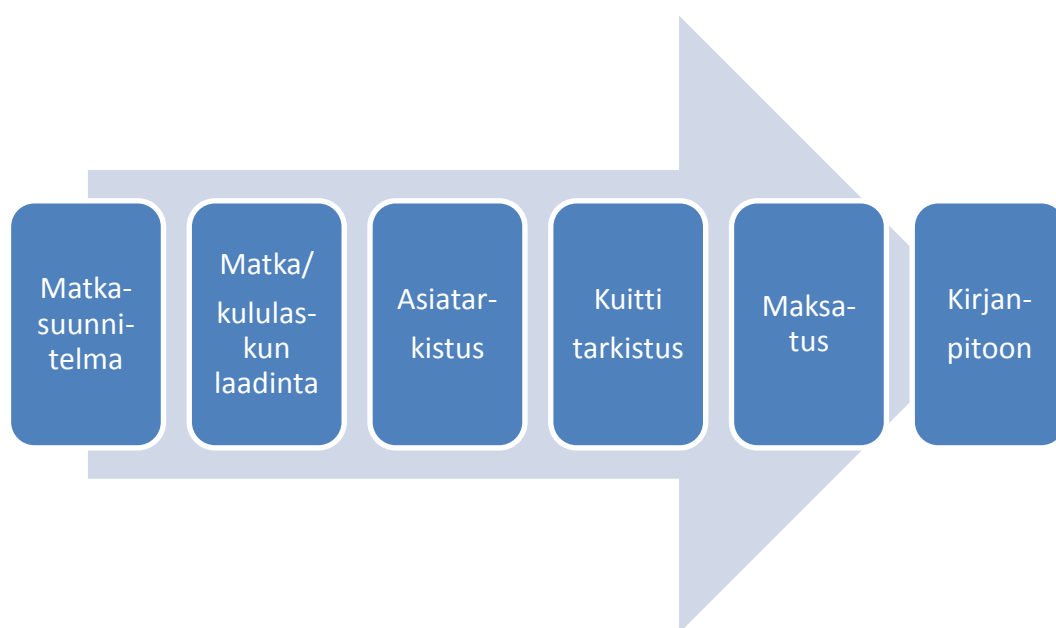 Matka-
suunni-
telma
Matka/
kululas-
kun
laadinta
Asiatar-
kistus
Kuitti
tarkistus
Maksa-
tus
Kirjan-
pitoon